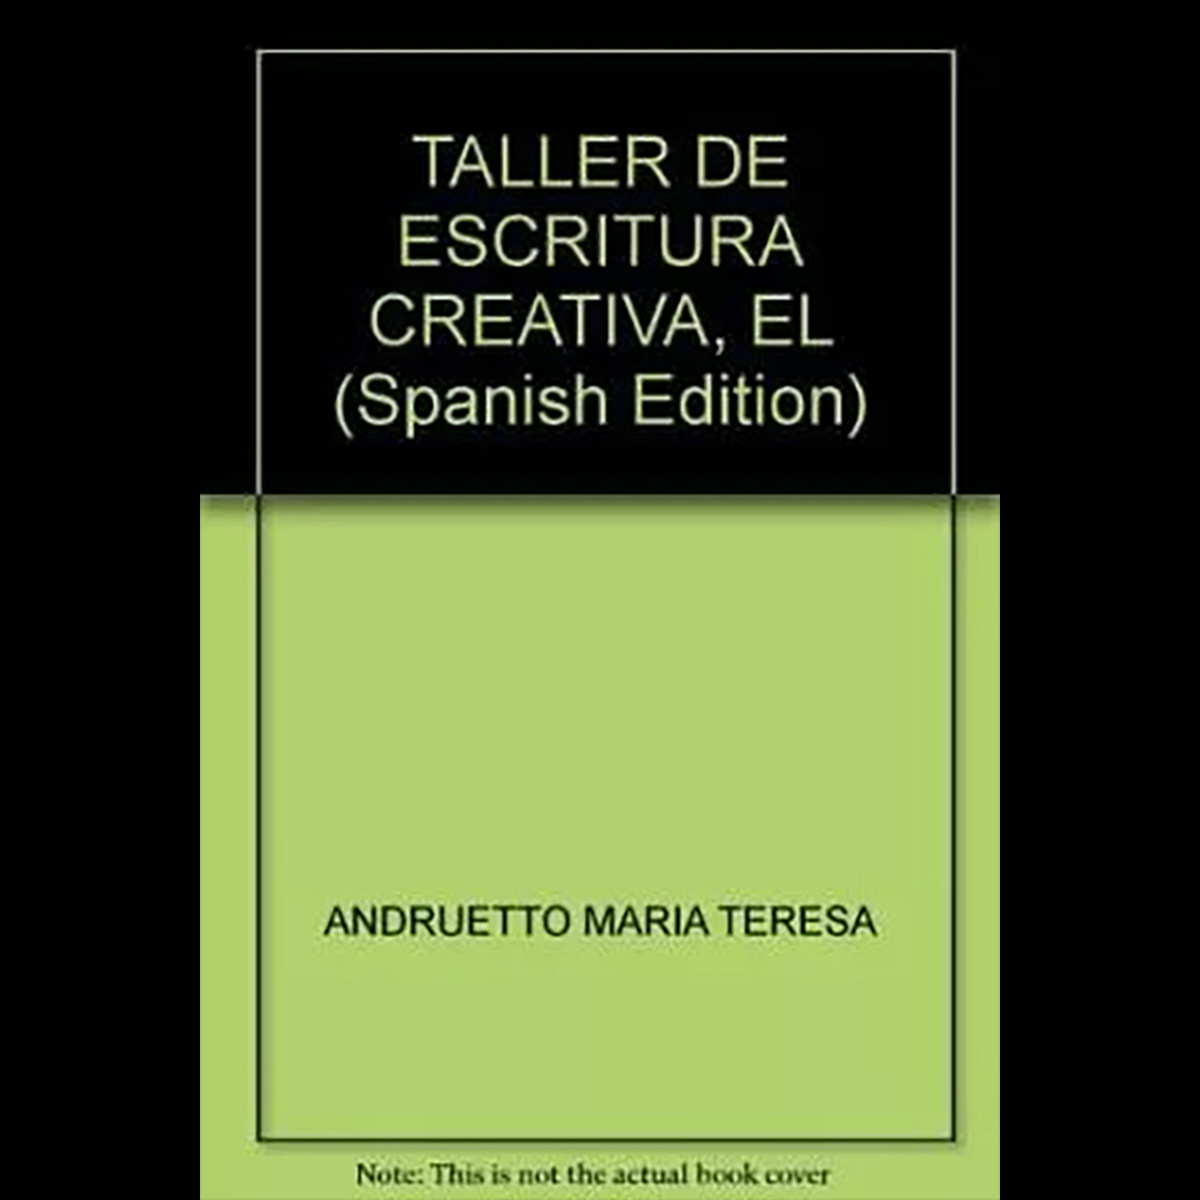 TALLER DE
ESCRITURA
CREATIVA, EL
(Spanish Edition)
ANDRUETTO MARIA TERESA
Note: This is not the actual book cover